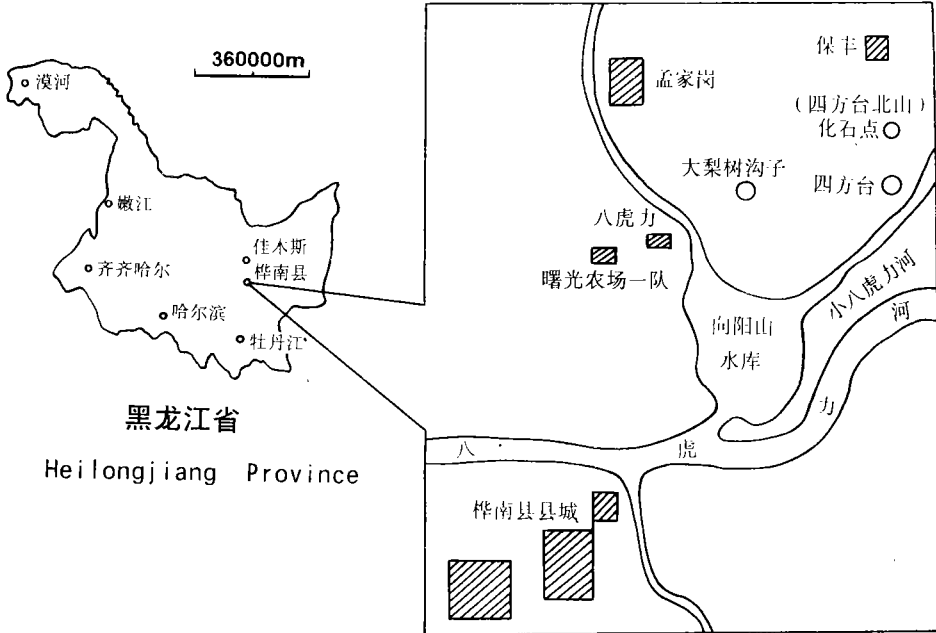 360000m
漠河
嫩江
佳木斯
桦南县
齐齐哈尔
哈尔滨
牡丹江
黑龙江省
Heilongjiang Province
保丰
孟家岗
(四方台北山)
化石点
大梨树沟子
四方台
八虎力
曙光农场一队
小八虎力河
向阳山
水库
八虎力河
桦南县县城